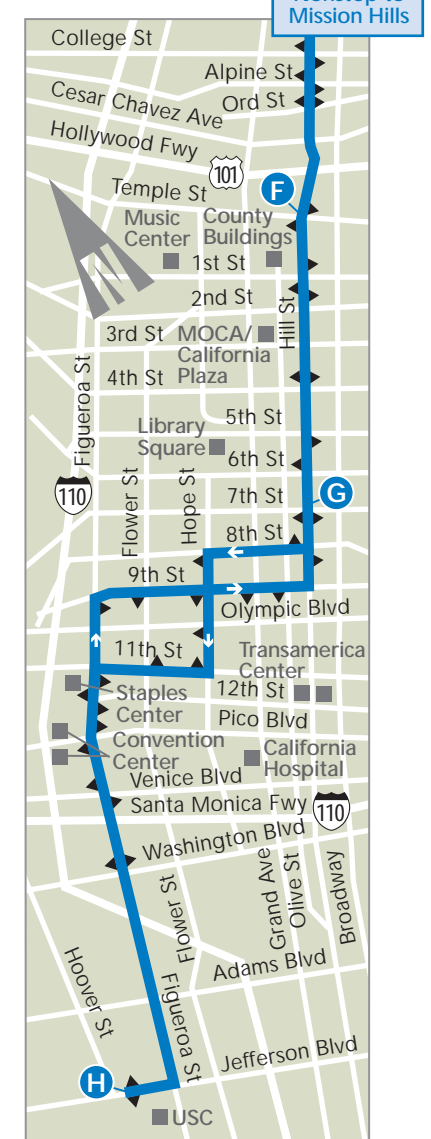 Mission Hills
College St
Alpine St
Cesar Chavez Ave
Ord St
Hollywood Fwy
101
Temple St
F
Music
Center
County
Buildings
1st St
2nd St
Hill St
3rd St
MOCA/
California
Plaza
4th St
Figueroa St
5th St
Library
Square
6th St
110
Flower St
Hope St
7th St
G
8th St
9th St
Olympic Blvd
11th St
Transamerica
Center
12th St
Staples
Center
Pico Blvd
Convention
Center
California
Hospital
Venice Blvd
Santa Monica Fwy
110
Washington Blvd
Flower St
Grand Ave
Olive St
Broadway
Hoover St
Adams Blvd
Figueroa St
Jefferson Blvd
H
USC